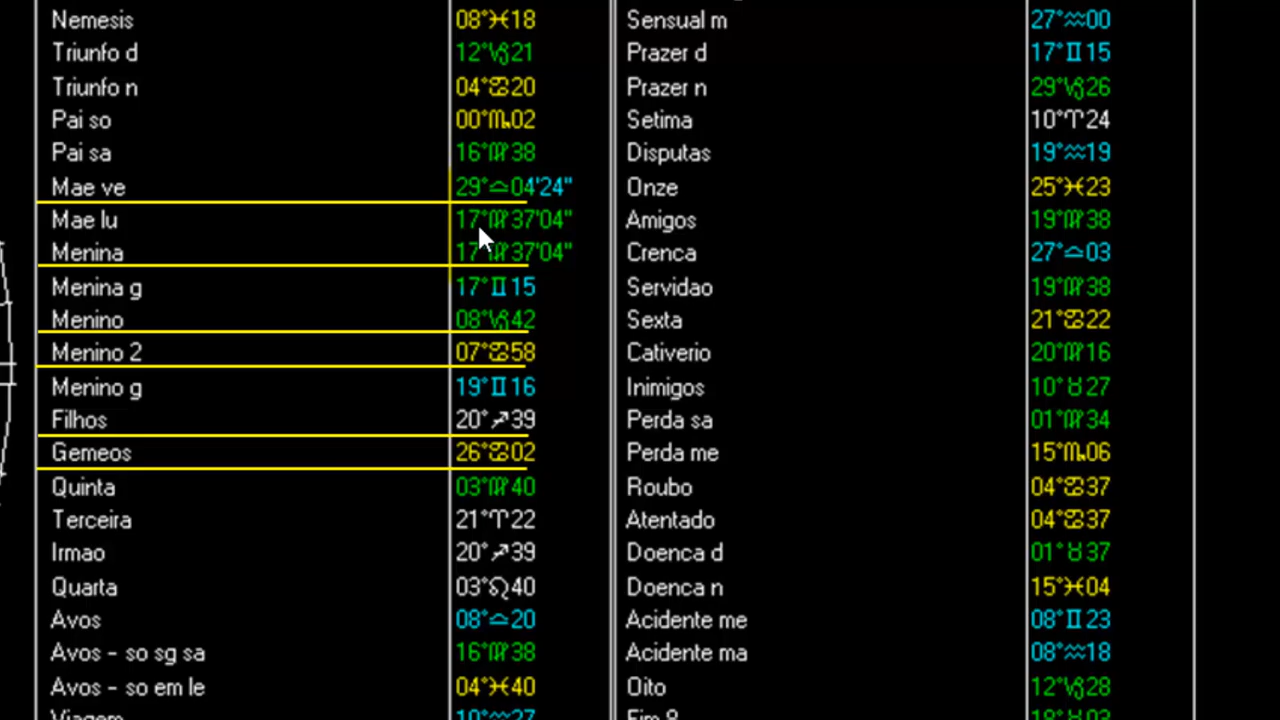 Nemesis 08°♓18 Sensual m 27°♒00
Triunfo d 12°♑21 Prazer d 17°♊15
Triunfo n 04°♋20 Prazer n 29°♑26
Pai so 00°♏02 Setima 10°♈24
Pai sa 16°♍38 Disputas 19°♒19
Mae ve 29°♎04'24" Onze 25°♓23
Mae lu 17°♍37'04" Amigos 19°♍38
Menina 17°♍37'04" Crenca 27°♎03
Menina g 17°♊15 Servidao 19°♍38
Menino 08°♑42 Sexta 21°♋22
Menino 2 07°♋58 Cativerio 20°♍16
Menino g 19°♊16 Inimigos 10°♉27
Filhos 20°♐39 Perda sa 01°♍34
Gemeos 26°♋02 Perda me 15°♏06
Quinta 03°♍40 Roubo 04°♋37
Terceira 21°♈22 Atentado 04°♋37
Irmao 20°♐39 Doenca d 01°♉37
Quarta 03°♌40 Doenca n 15°♓04
Avos 08°♎20 Acidente me 08°♊23
Avos - so sg sa 16°♍38 Acidente ma 08°♒18
Avos - so em le 04°♓40 Oito 12°♑28
Viagem 10°♒27 Fim 8